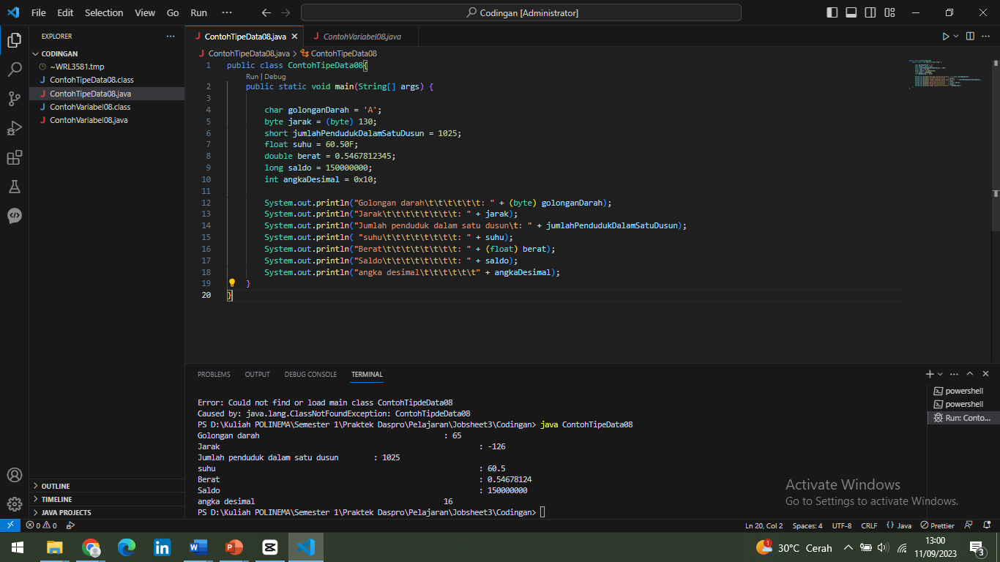 File Edit Selection View Go Run ··· Codingan [Administrator]
EXPLORER ···
CODINGAN
~WRL3581.tmp
ContohTipeData08.class
ContohTipeData08.java
ContohVariabel08.class
ContohVariabel08.java
OUTLINE
TIMELINE
JAVA PROJECTS
ContohTipeData08.java ContohVariabel08.java
ContohTipeData08.java > ContohTipeData08
1 public class ContohTipeData08{
Run | Debug
2 public static void main(String[] args) {
3
4 char golonganDarah = 'A';
5 byte jarak = (byte) 130;
6 short jumlahPendudukDalamSatuDusun = 1025;
7 float suhu = 60.50F;
8 double berat = 0.5467812345;
9 long saldo = 150000000;
10 int angkaDesimal = 0x10;
11
12 System.out.println("Golongan darah\t\t\t\t\t\t: " + (byte) golonganDarah);
13 System.out.println("Jarak\t\t\t\t\t\t\t\t: " + jarak);
14 System.out.println("Jumlah penduduk dalam satu dusun\t: " + jumlahPendudukDalamSatuDusun);
15 System.out.println( "suhu\t\t\t\t\t\t\t\t: " + suhu);
16 System.out.println("Berat\t\t\t\t\t\t\t\t: " + (float) berat);
17 System.out.println("Saldo\t\t\t\t\t\t\t\t: " + saldo);
18 System.out.println("angka desimal\t\t\t\t\t\t" + angkaDesimal);
19 }
20 }
PROBLEMS OUTPUT DEBUG CONSOLE TERMINAL
Error: Could not find or load main class ContohTipdeData08
Caused by: java.lang.ClassNotFoundException: ContohTipdeData08
PS D:\Kuliah POLINEMA\Semester 1\Praktek Daspro\Pelajaran\Jobsheet3\Codingan> java ContohTipeData08
Golongan darah : 65
Jarak : -126
Jumlah penduduk dalam satu dusun : 1025
suhu : 60.5
Berat : 0.54678124
Saldo : 150000000
angka desimal 16
PS D:\Kuliah POLINEMA\Semester 1\Praktek Daspro\Pelajaran\Jobsheet3\Codingan>
powershell
powershell
Run: Conto...
Activate Windows
Go to Settings to activate Windows.
0 0 Ln 20, Col 2 Spaces: 4 UTF-8 CRLF {} Java Prettier
1 30°C Cerah 13:00
11/09/2023 3